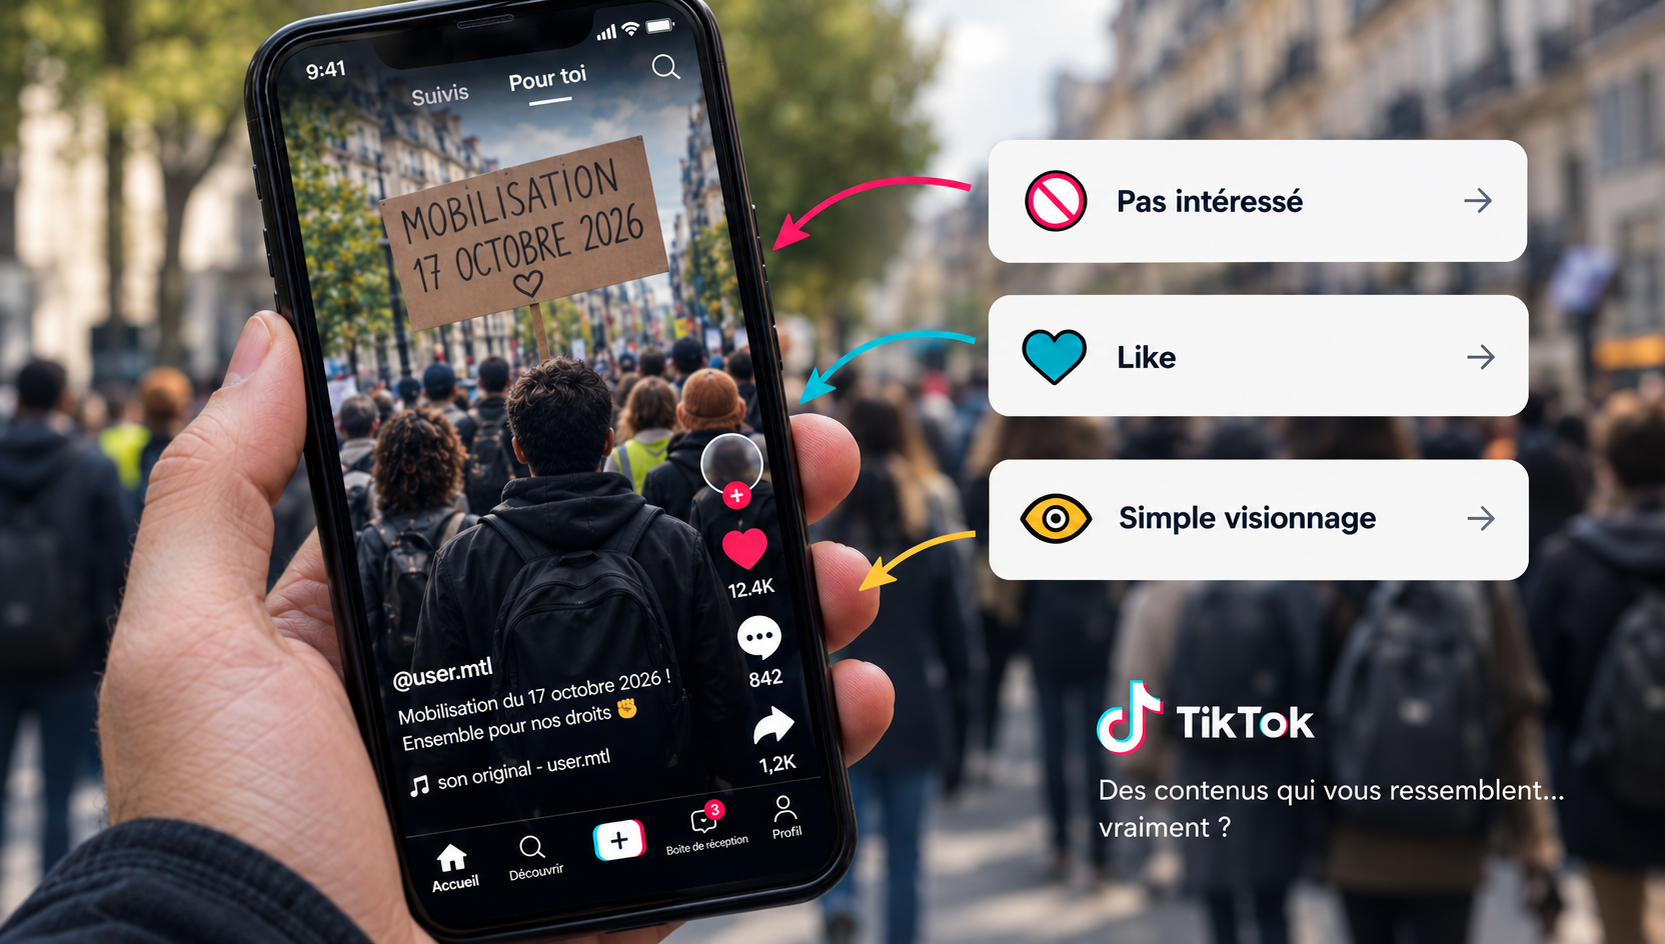 9:41
Suivis
Pour toi
MOBILISATION
17 OCTOBRE 2026
12.4K
842
1,2K
@user.mtl
Mobilisation du 17 octobre 2026 !
Ensemble pour nos droits ✊
son original - user.mtl
Accueil
Découvrir
3
Boîte de réception
Profil
Pas intéressé
Like
Simple visionnage
TikTok
Des contenus qui vous ressemblent...
vraiment ?